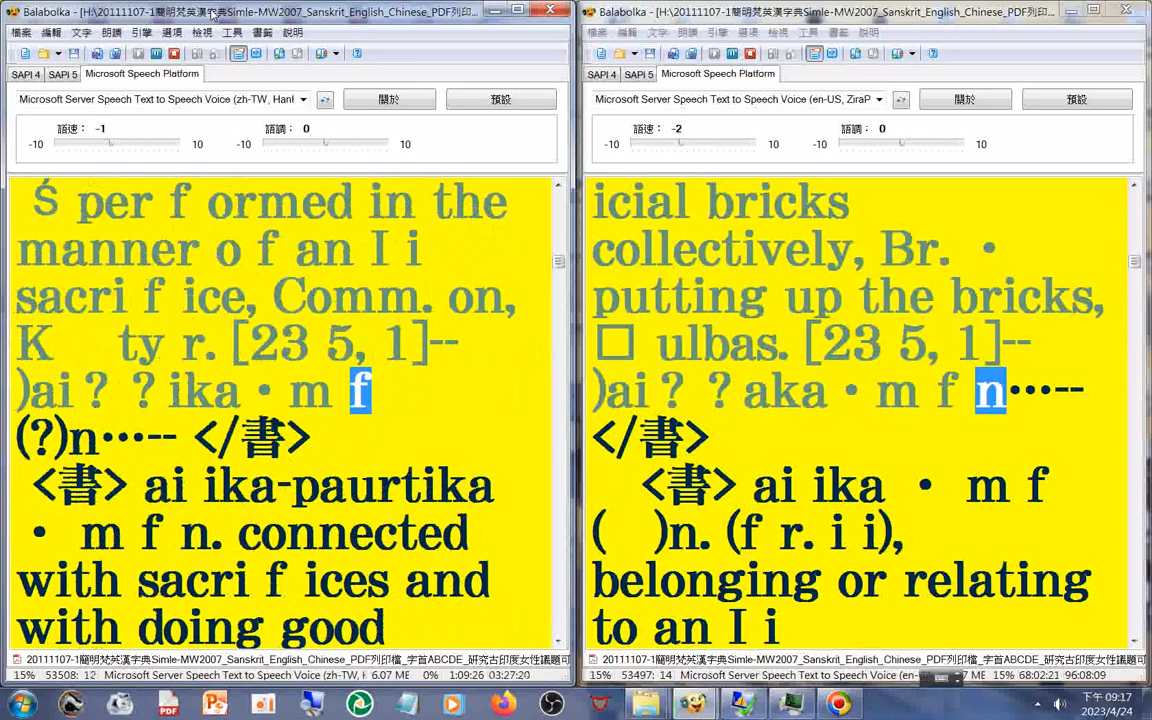 Balabolka - [H:\20111107-1簡明梵英漢字典Simle-MW2007_Sanskrit_English_Chinese_PDF列印...
檔案 編輯 文字 朗讀 引擎 選項 檢視 工具 書籤 說明
SAPI 4 SAPI 5 Microsoft Speech Platform
Microsoft Server Speech Text to Speech Voice (zh-TW, Hanl
關於 預設
語速: -1 語調: 0
-10 10 -10 10
Ś per f ormed in the
manner o f an I i
sacri f ice, Comm. on,
K ty r. [23 5, 1]--
)ai ? ? ika • m f
(?)n…-- </書>
<書> ai ika-paurtika
• m f n. connected
with sacri f ices and
with doing good
20111107-1簡明梵英漢字典Simle-MW2007_Sanskrit_English_Chinese_PDF列印檔_字首ABCDE_研究古印度女性議題可
15% 53508: 12 Microsoft Server Speech Text to Speech Voice (zh-TW, H 6.07 MB 0% 1:09:26 03:27:20
Balabolka - [H:\20111107-1簡明梵英漢字典Simle-MW2007_Sanskrit_English_Chinese_PDF列印...
檔案 編輯 文字 朗讀 引擎 選項 檢視 工具 書籤 說明
SAPI 4 SAPI 5 Microsoft Speech Platform
Microsoft Server Speech Text to Speech Voice (en-US, ZiraP
關於 預設
語速: -2 語調: 0
-10 10 -10 10
icial bricks
collectively, Br. •
putting up the bricks,
□ ulbas. [23 5, 1]--
)ai ? ? aka • m f n…--
</書>
<書> ai ika • m f
( )n. (f r. i i),
belonging or relating
to an I i
20111107-1簡明梵英漢字典Simle-MW2007_Sanskrit_English_Chinese_PDF列印檔_字首ABCDE_研究古印度女性議題可
15% 53497: 14 Microsoft Server Speech Text to Speech Voice 15% 68:02:21 96:08:09
下午 09:17
2023/4/24